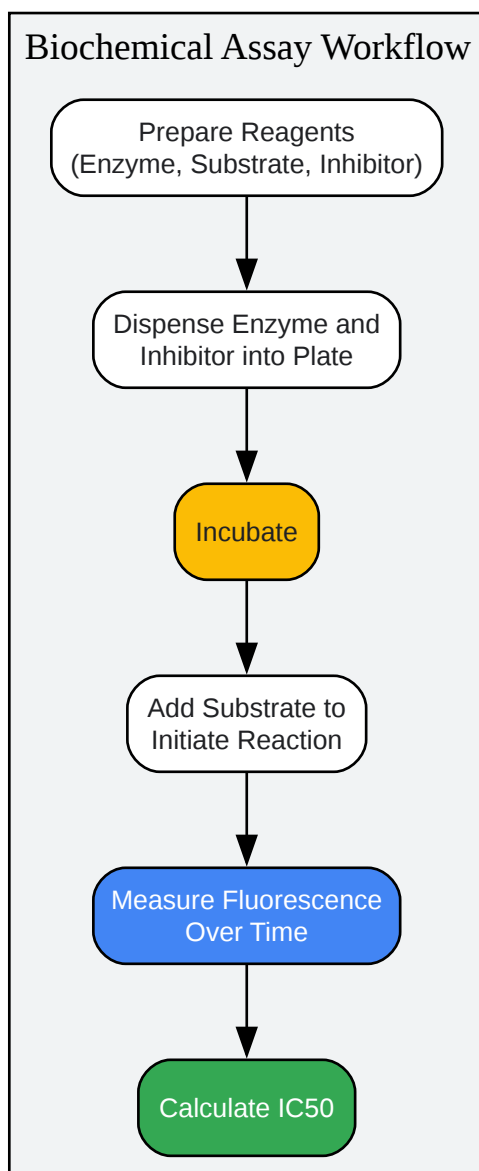 Biochemical Assay Workflow
Prepare Reagents
(Enzyme, Substrate, Inhibitor)
Dispense Enzyme and
Inhibitor into Plate
Incubate
Add Substrate to
Initiate Reaction
Measure Fluorescence
Over Time
Calculate IC50